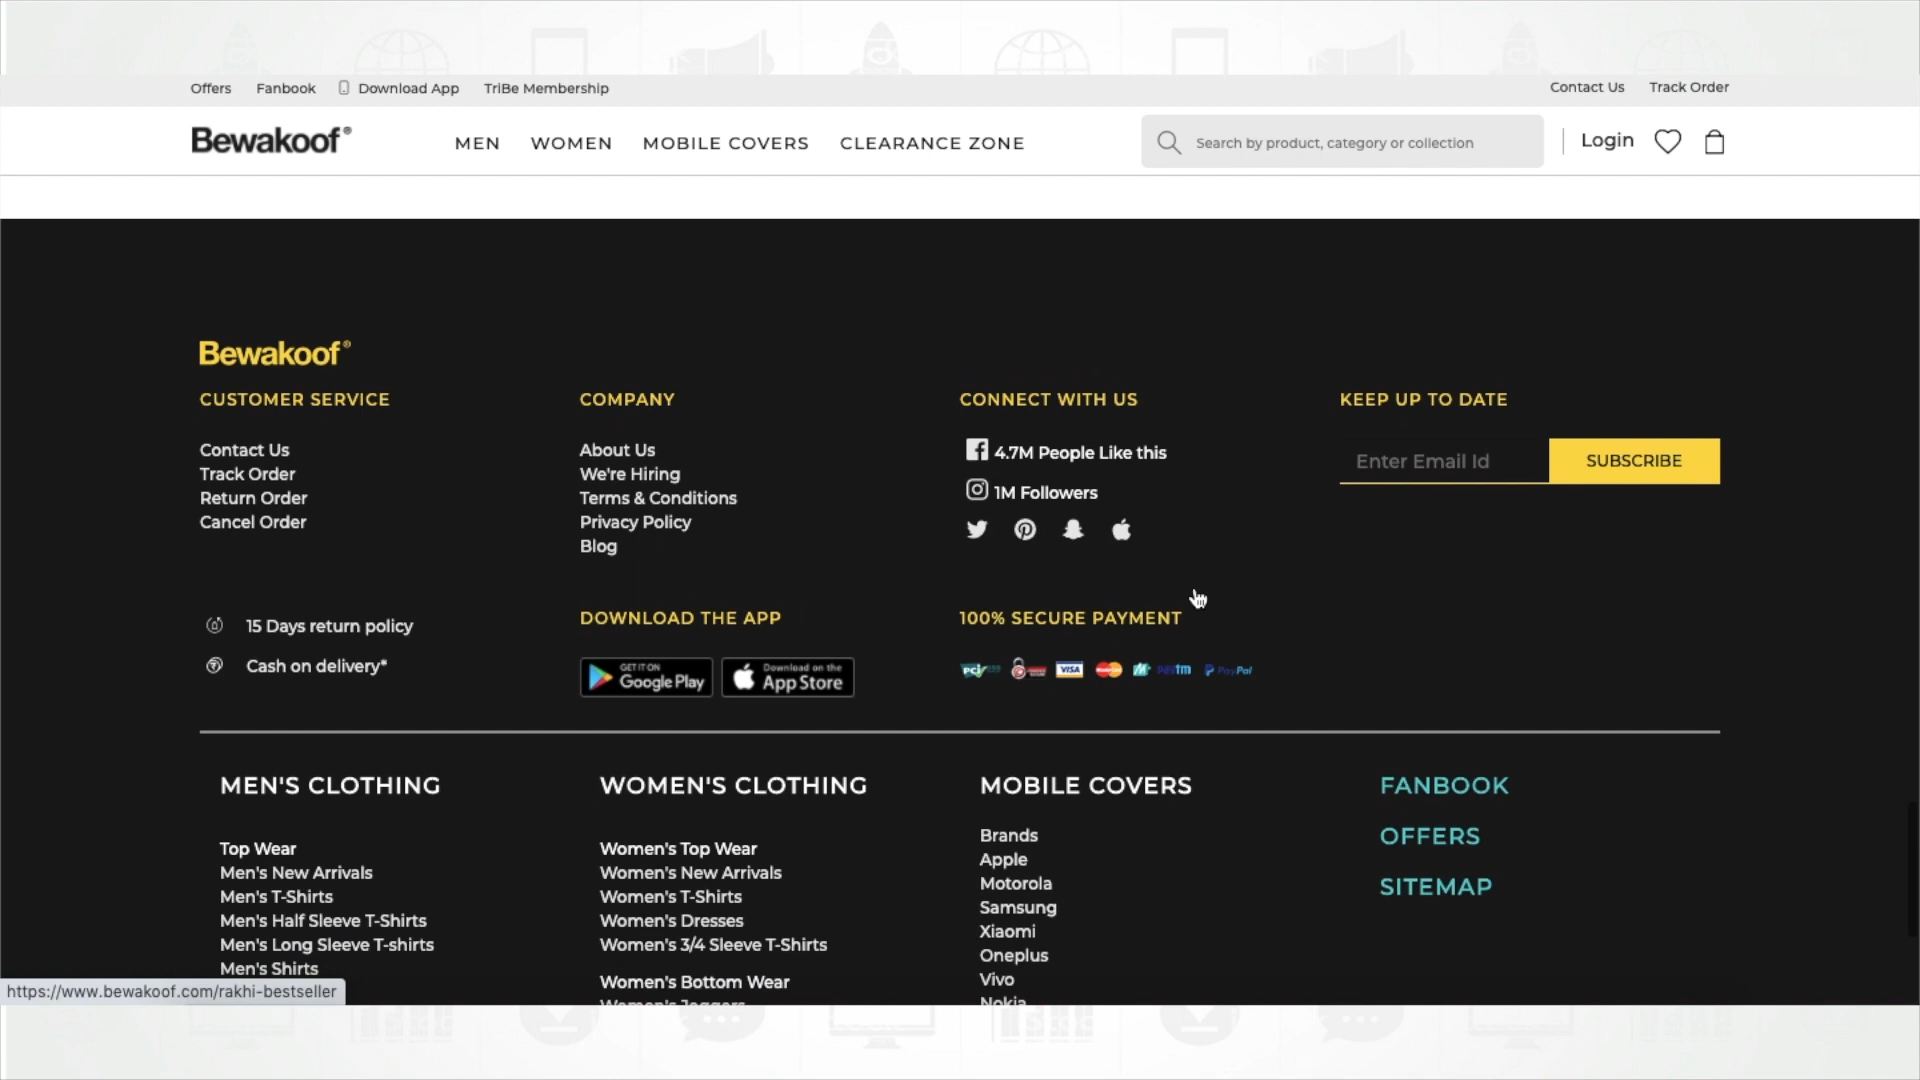 Offers Fanbook Download App TriBe Membership Contact Us Track Order
Bewakoof® MEN WOMEN MOBILE COVERS CLEARANCE ZONE Search by product, category or collection Login
Bewakoof®
CUSTOMER SERVICE
Contact Us
Track Order
Return Order
Cancel Order
COMPANY
About Us
We're Hiring
Terms & Conditions
Privacy Policy
Blog
CONNECT WITH US
4.7M People Like this
1M Followers
KEEP UP TO DATE
Enter Email Id SUBSCRIBE
15 Days return policy
Cash on delivery*
DOWNLOAD THE APP
GET IT ON
Google Play
Download on the
App Store
100% SECURE PAYMENT
PCI VISA Paytm PayPal
MEN'S CLOTHING
Top Wear
Men's New Arrivals
Men's T-Shirts
Men's Half Sleeve T-Shirts
Men's Long Sleeve T-shirts
Men's Shirts
WOMEN'S CLOTHING
Women's Top Wear
Women's New Arrivals
Women's T-Shirts
Women's Dresses
Women's 3/4 Sleeve T-Shirts
Women's Bottom Wear
Women's Joggers
MOBILE COVERS
Brands
Apple
Motorola
Samsung
Xiaomi
Oneplus
Vivo
Nokia
FANBOOK
OFFERS
SITEMAP
https://www.bewakoof.com/rakhi-bestseller